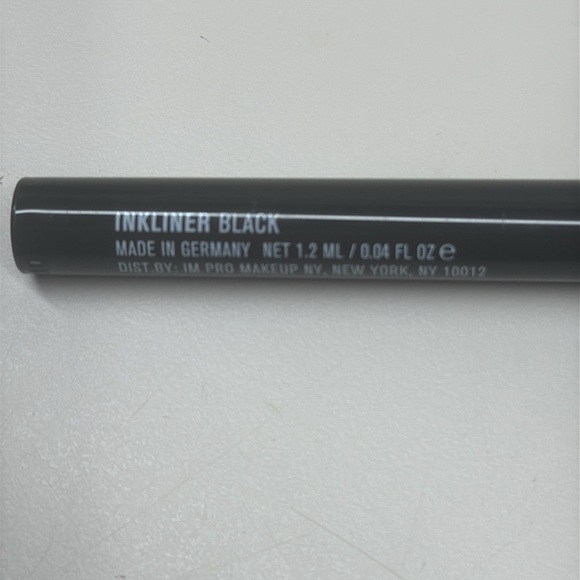 INKLINER BLACK
MADE IN GERMANY NET 1.2 ML / 0.04 FL OZ ℮
DIST.BY: IM PRO MAKEUP NY, NEW YORK, NY 10012